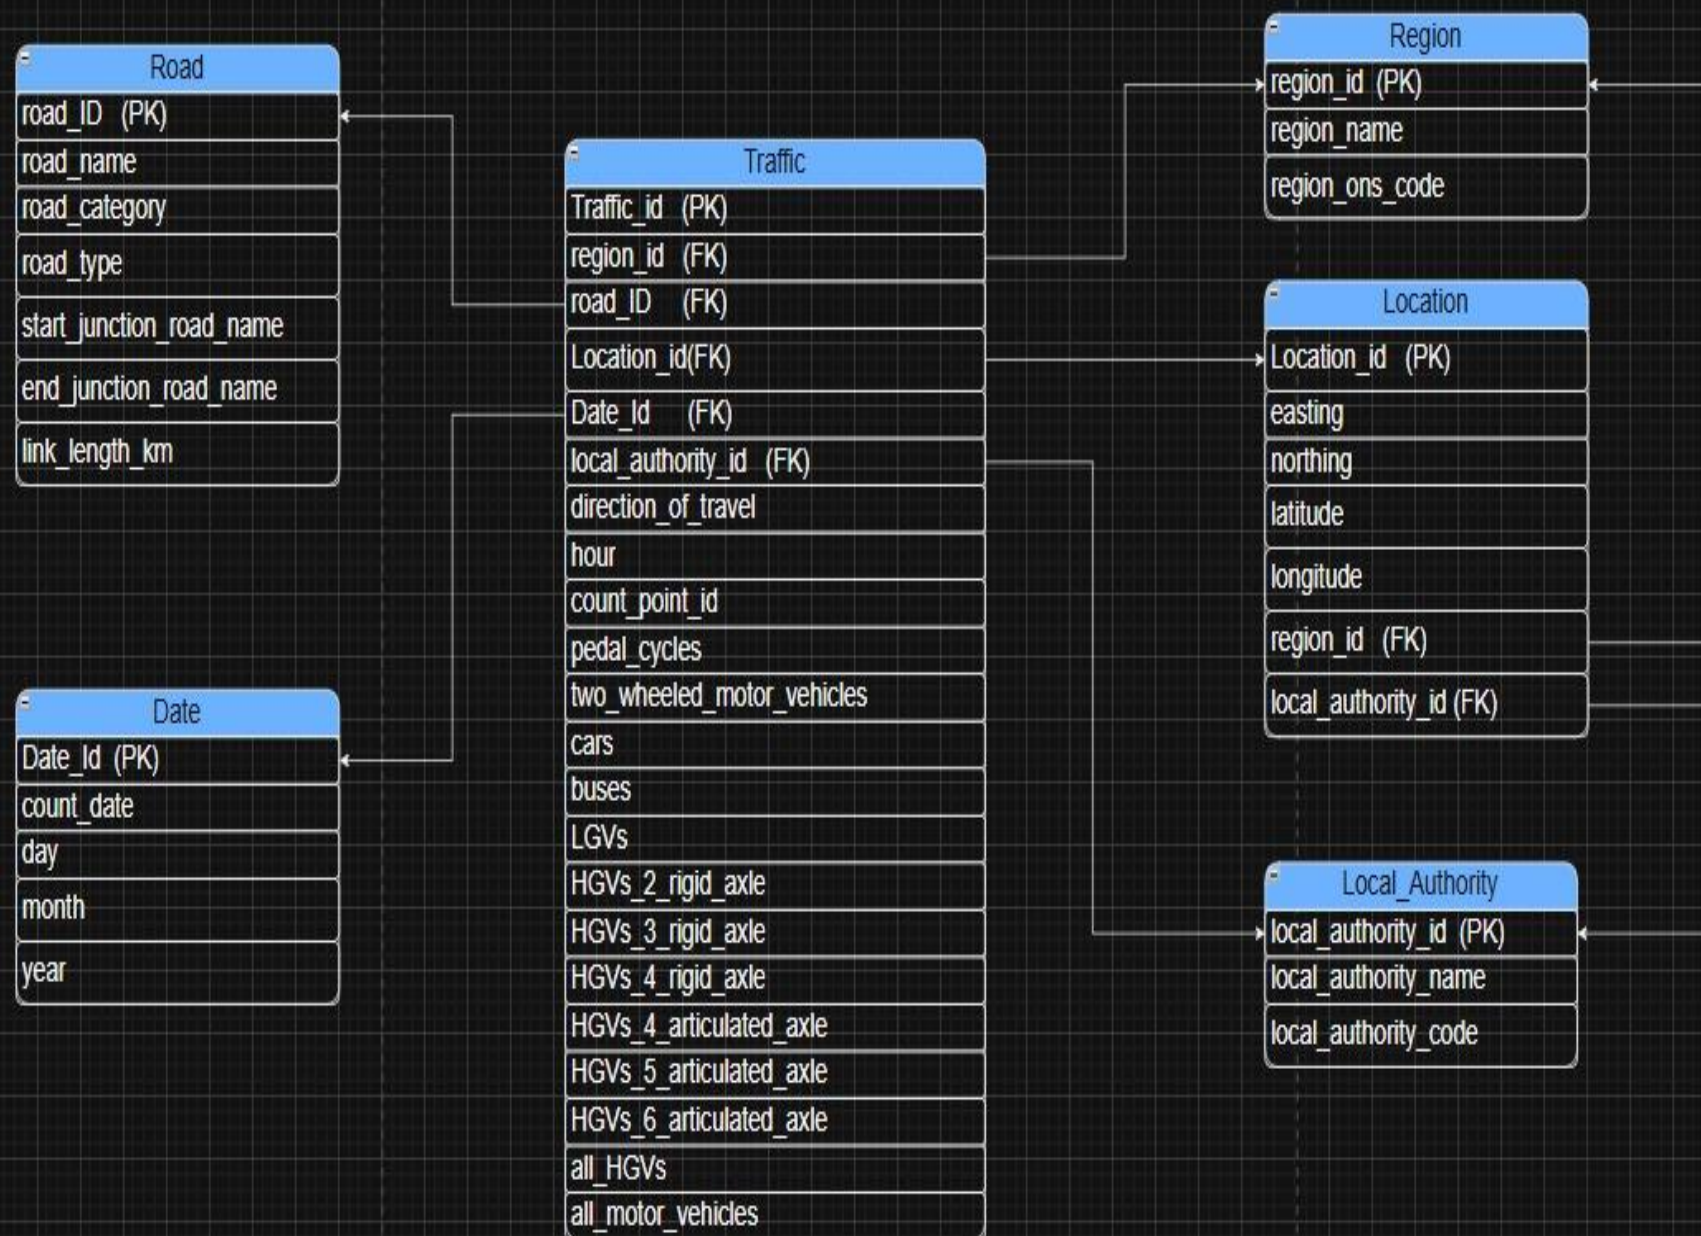 Road
road_ID (PK)
road_name
road_category
road_type
start_junction_road_name
end_junction_road_name
link_length_km
Date
Date_Id (PK)
count_date
day
month
year
Traffic
Traffic_id (PK)
region_id (FK)
road_ID (FK)
Location_id(FK)
Date_Id (FK)
local_authority_id (FK)
direction_of_travel
hour
count_point_id
pedal_cycles
two_wheeled_motor_vehicles
cars
buses
LGVs
HGVs_2_rigid_axle
HGVs_3_rigid_axle
HGVs_4_rigid_axle
HGVs_4_articulated_axle
HGVs_5_articulated_axle
HGVs_6_articulated_axle
all_HGVs
all_motor_vehicles
Region
region_id (PK)
region_name
region_ons_code
Location
Location_id (PK)
easting
northing
latitude
longitude
region_id (FK)
local_authority_id (FK)
Local_Authority
local_authority_id (PK)
local_authority_name
local_authority_code